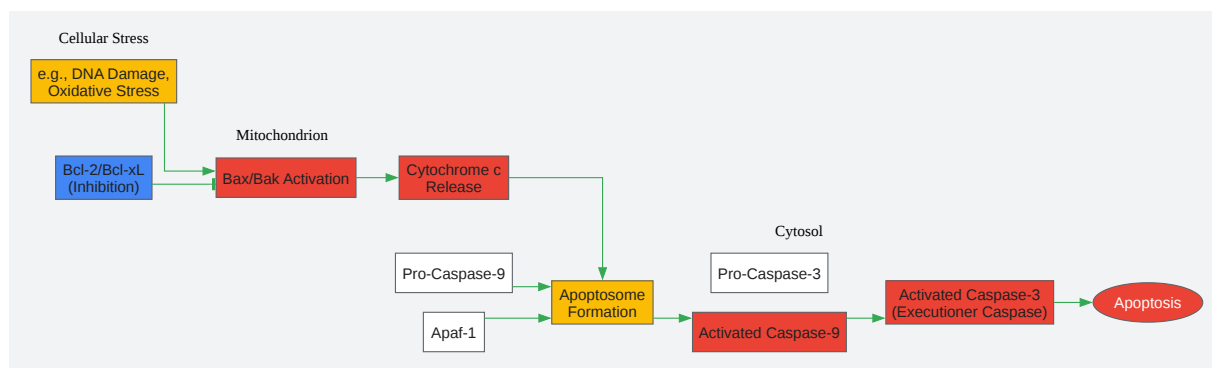 Cellular Stress
e.g., DNA Damage,
Oxidative Stress
Mitochondrion
Bcl-2/Bcl-xL
(Inhibition)
Bax/Bak Activation
Cytochrome c
Release
Cytosol
Pro-Caspase-9
Pro-Caspase-3
Apoptosome
Formation
Activated Caspase-3
(Executioner Caspase)
Apoptosis
Apaf-1
Activated Caspase-9